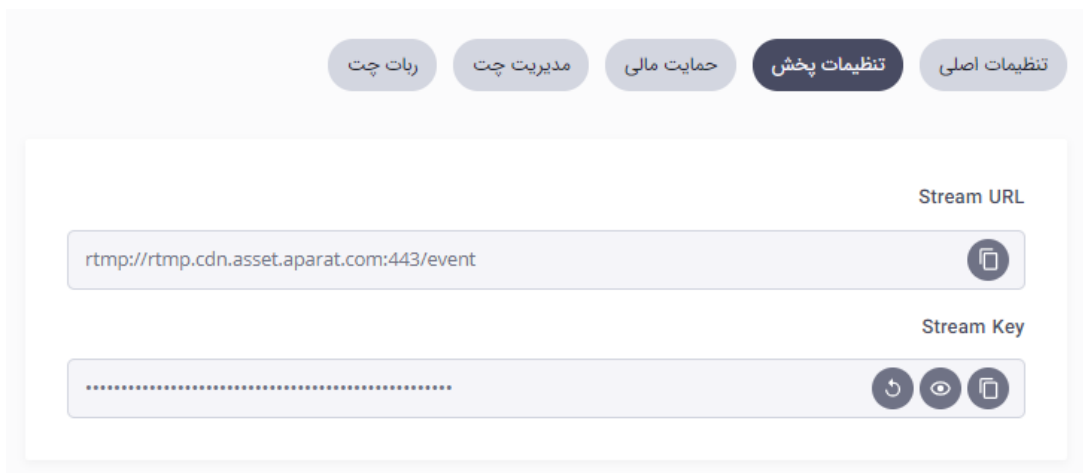 تنظیمات اصلی
تنظیمات پخش
حمایت مالی
مدیریت چت
ربات چت
Stream URL
rtmp://rtmp.cdn.asset.aparat.com:443/event
Stream Key
••••••••••••••••••••••••••••••••••••••••••••••••••••